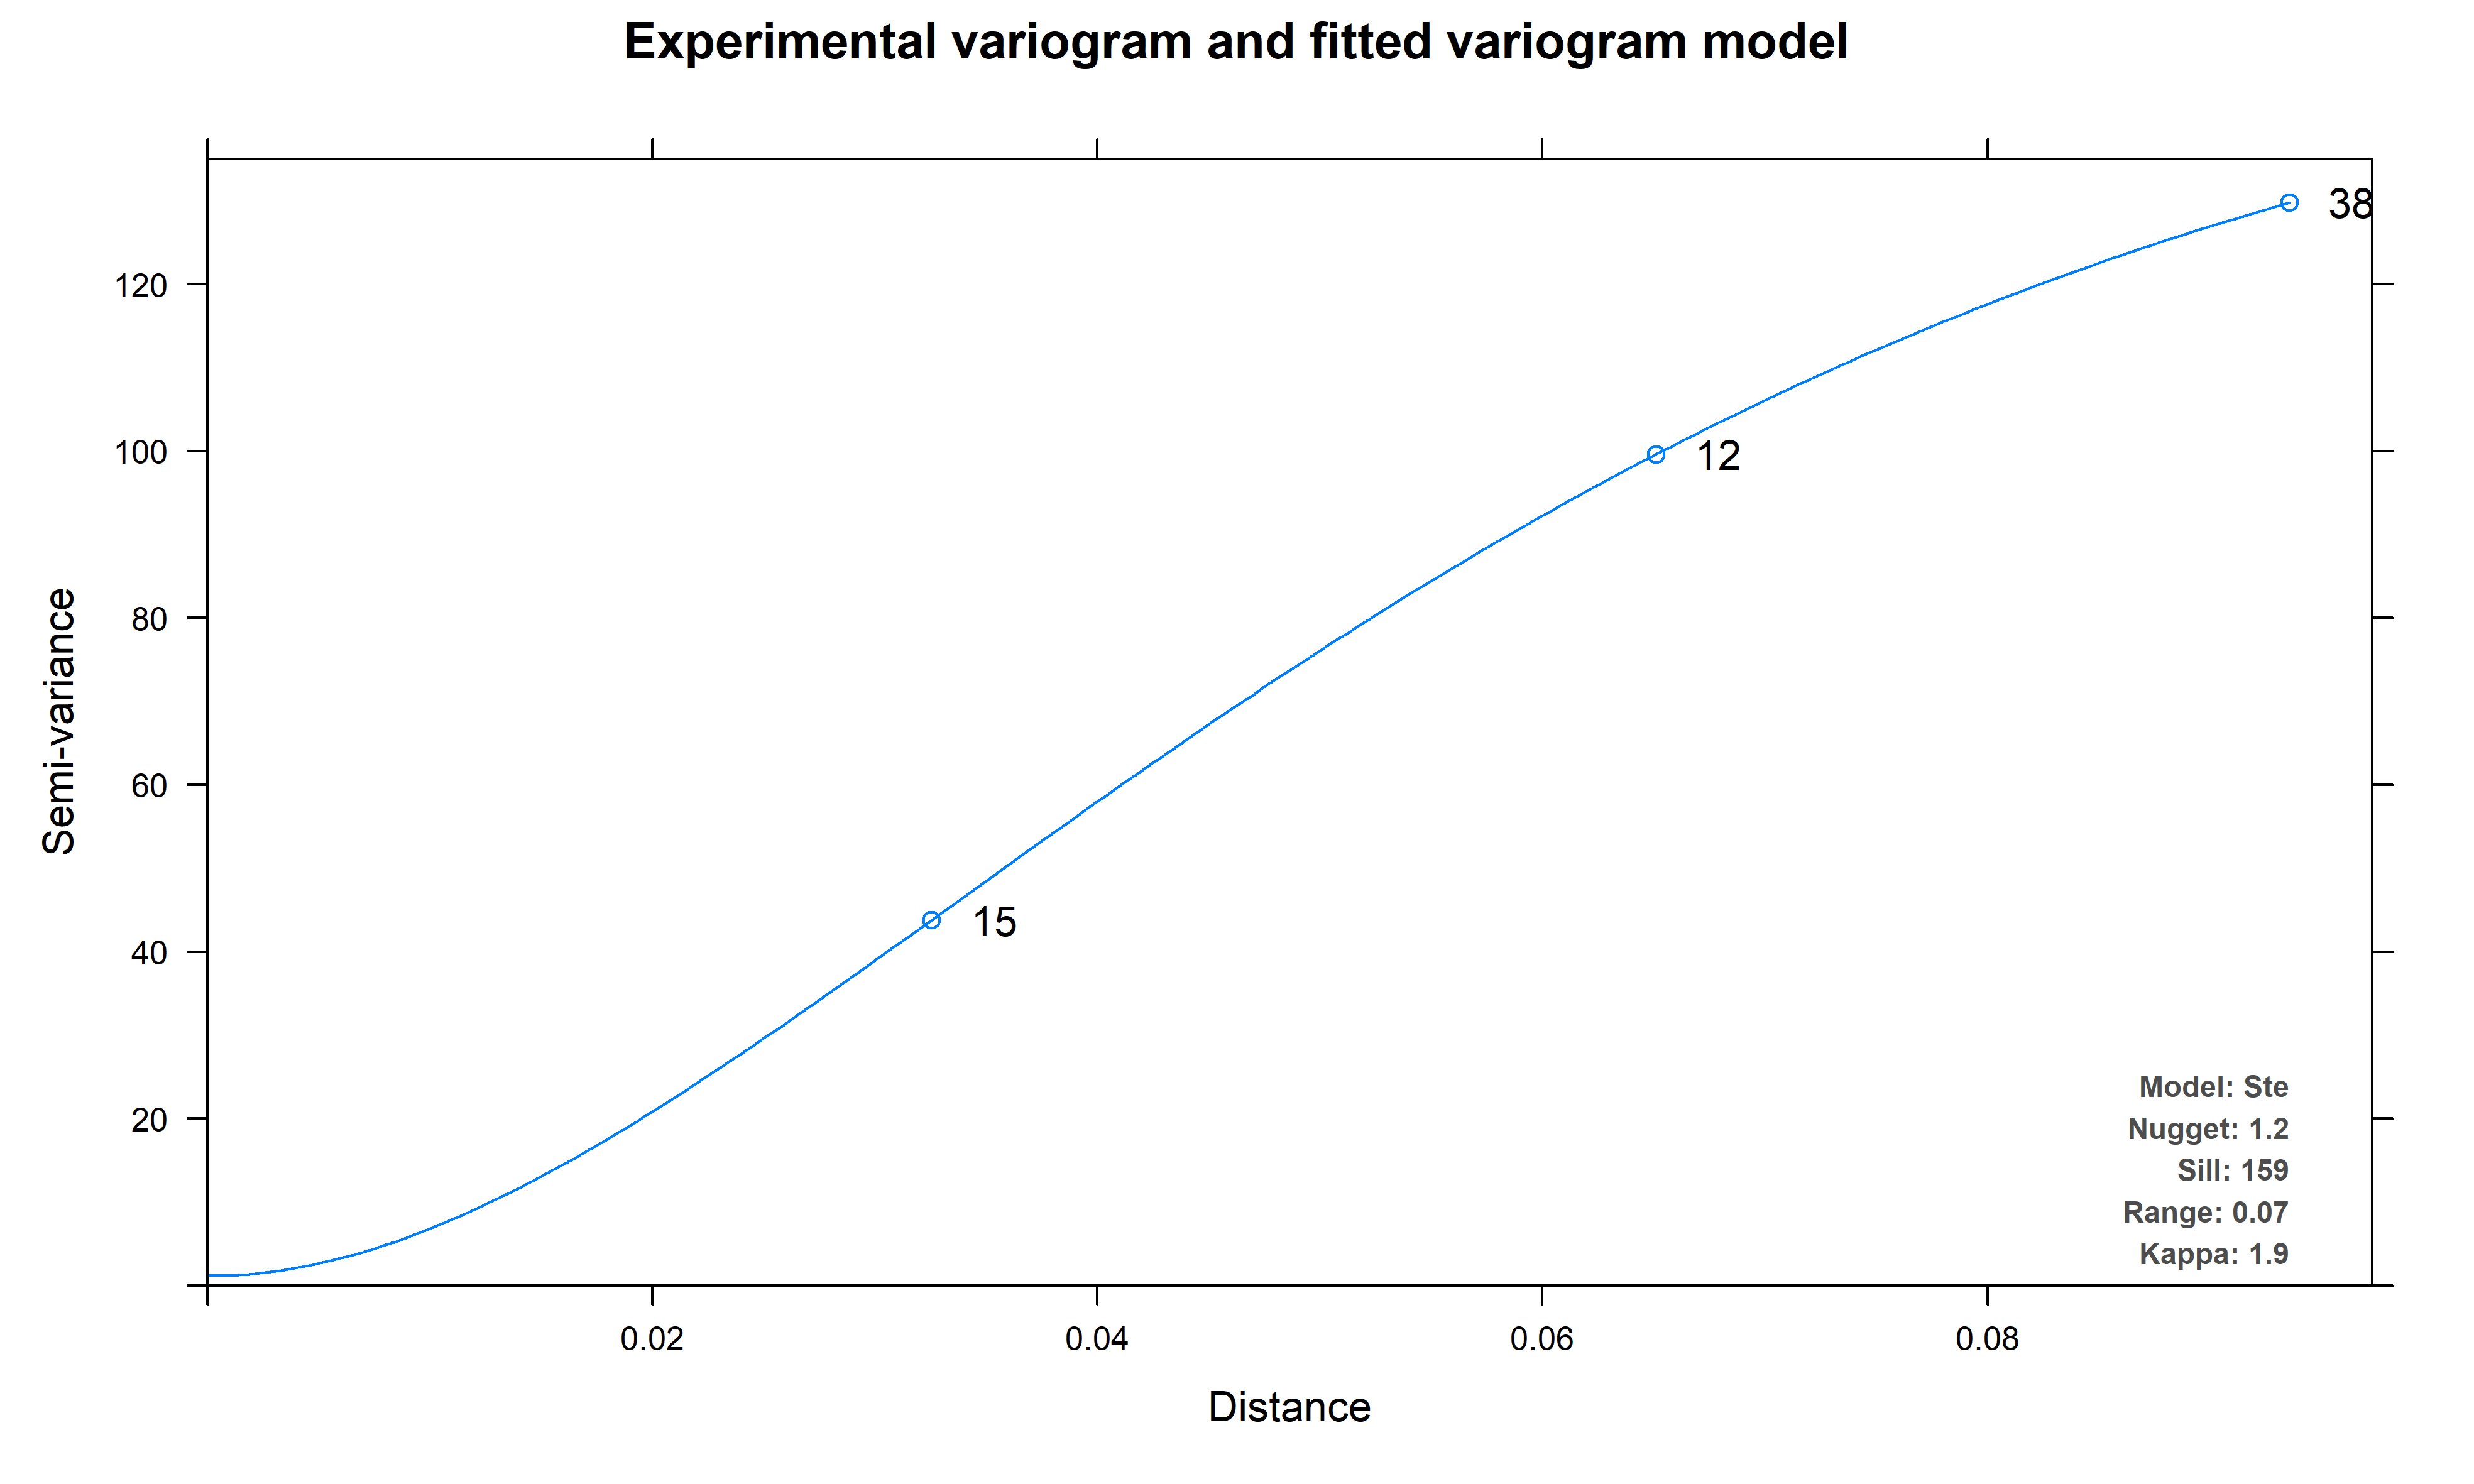 Experimental variogram and fitted variogram model
38
120
100
12
80
Semi-variance
60
15
40
20
Model: Ste
Nugget: 1.2
Sill: 159
Range: 0.07
Kappa: 1.9
0.02 0.04 0.06 0.08
Distance